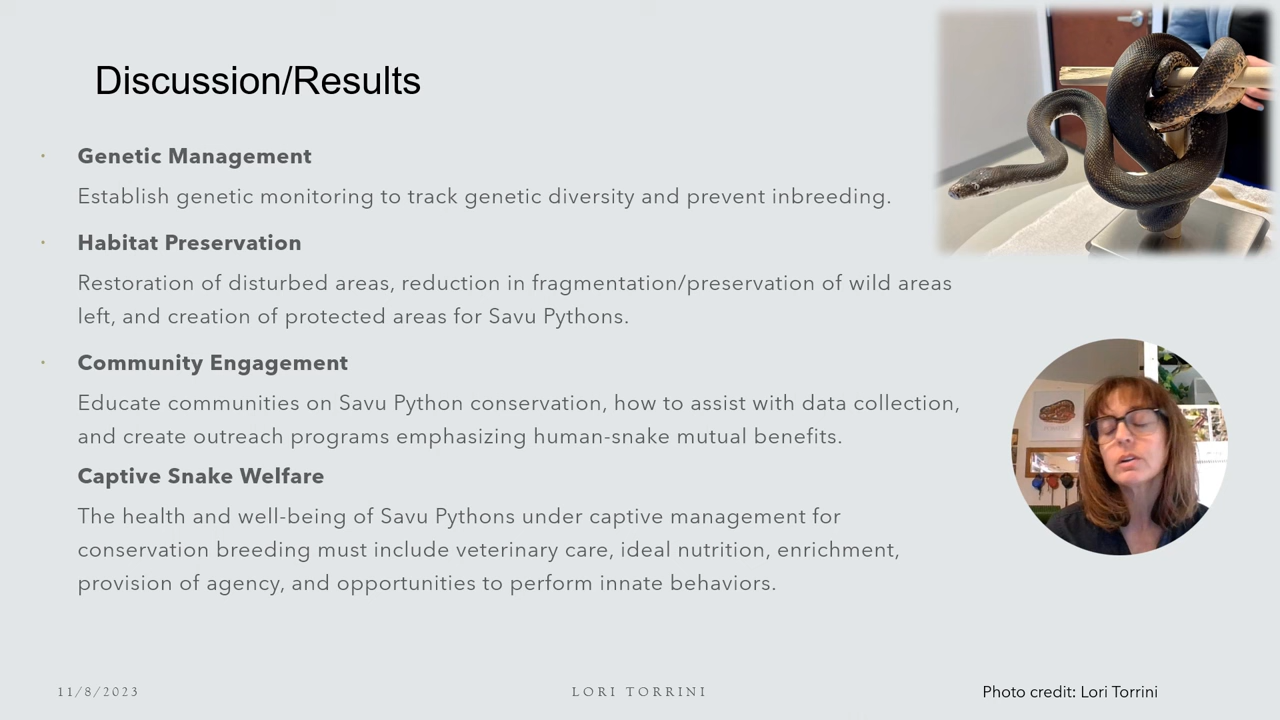 Discussion/Results
· Genetic Management
Establish genetic monitoring to track genetic diversity and prevent inbreeding.
· Habitat Preservation
Restoration of disturbed areas, reduction in fragmentation/preservation of wild areas
left, and creation of protected areas for Savu Pythons.
· Community Engagement
Educate communities on Savu Python conservation, how to assist with data collection,
and create outreach programs emphasizing human-snake mutual benefits.
Captive Snake Welfare
The health and well-being of Savu Pythons under captive management for
conservation breeding must include veterinary care, ideal nutrition, enrichment,
provision of agency, and opportunities to perform innate behaviors.
11/8/2023
LORI TORRINI
Photo credit: Lori Torrini